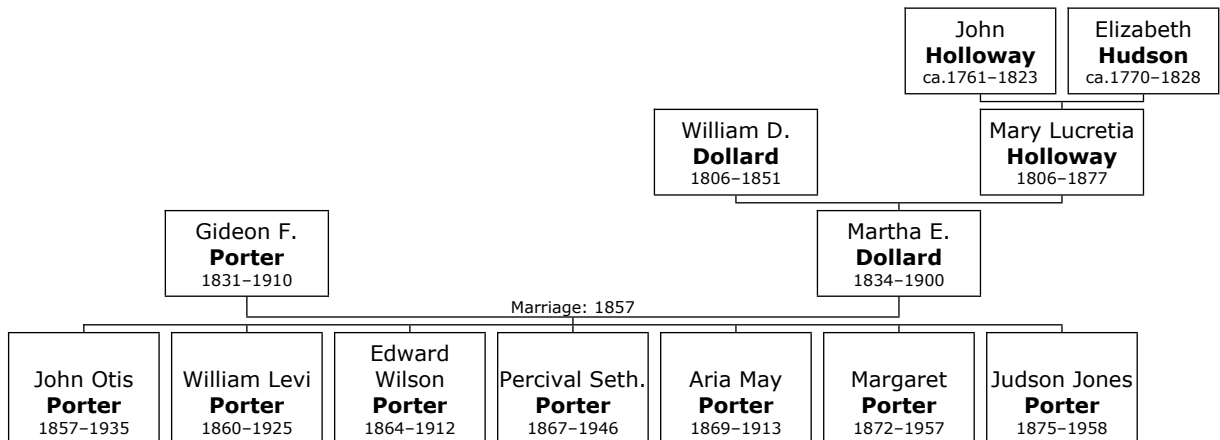 John
Holloway
ca.1761–1823
Elizabeth
Hudson
ca.1770–1828
William D.
Dollard
1806–1851
Mary Lucretia
Holloway
1806–1877
Gideon F.
Porter
1831–1910
Martha E.
Dollard
1834–1900
Marriage: 1857
John Otis
Porter
1857–1935
William Levi
Porter
1860–1925
Edward
Wilson
Porter
1864–1912
Percival Seth.
Porter
1867–1946
Aria May
Porter
1869–1913
Margaret
Porter
1872–1957
Judson Jones
Porter
1875–1958